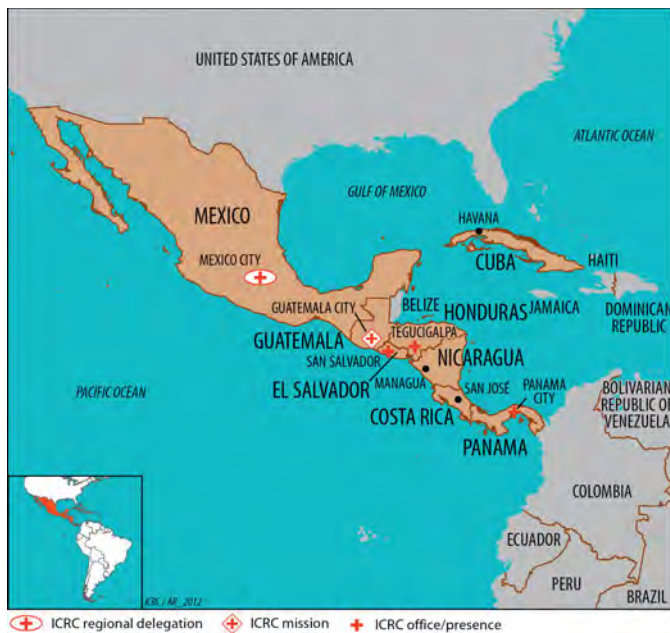 UNITED STATES OF AMERICA
ATLANTIC OCEAN
GULF OF MEXICO
MEXICO
HAVANA
MEXICO CITY
CUBA
HAITI
GUATEMALA CITY
BELIZE
HONDURAS
JAMAICA
DOMINICAN
REPUBLIC
GUATEMALA
TEGUCIGALPA
SAN SALVADOR
NICARAGUA
EL SALVADOR
MANAGUA
SAN JOSÉ
PANAMA
CITY
PACIFIC OCEAN
COSTA RICA
BOLIVARIAN
REPUBLIC OF
VENEZUELA
PANAMA
COLOMBIA
ECUADOR
PERU
BRAZIL
ICRC / AR_2012
ICRC regional delegation
ICRC mission
ICRC office/presence